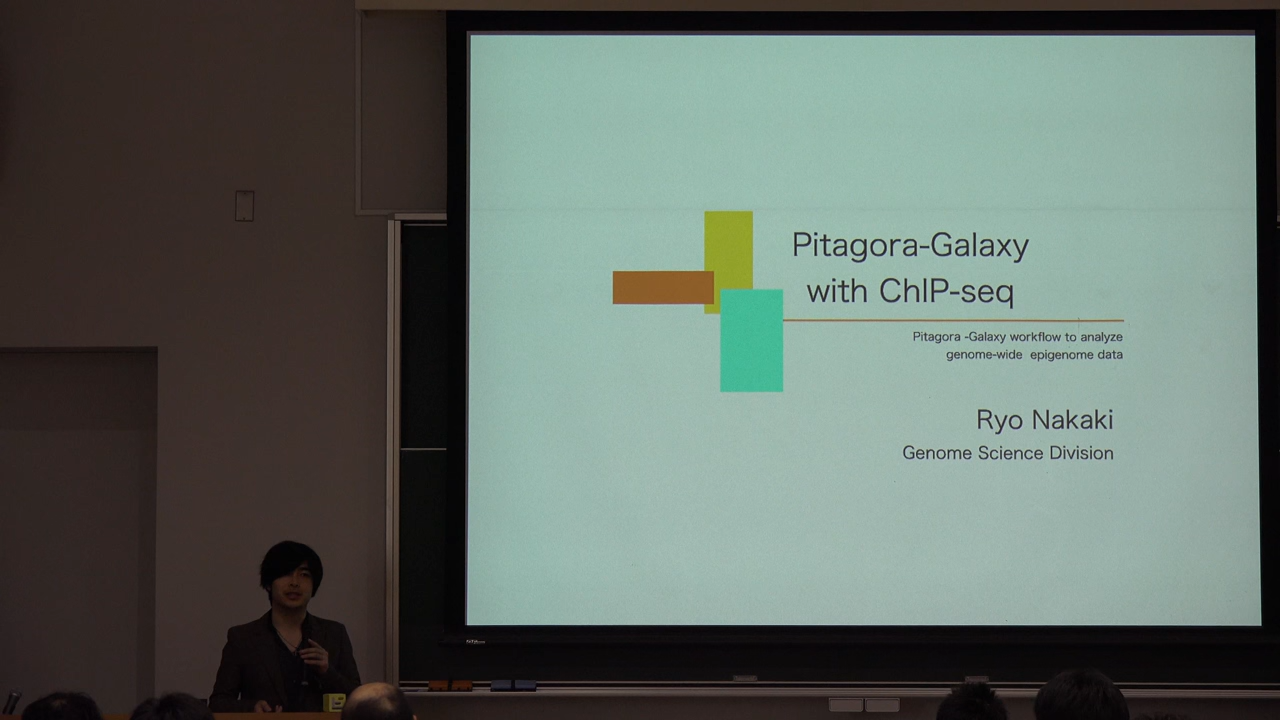 Pitagora-Galaxy
with ChIP-seq
Pitagora -Galaxy workflow to analyze
genome-wide epigenome data
Ryo Nakaki
Genome Science Division